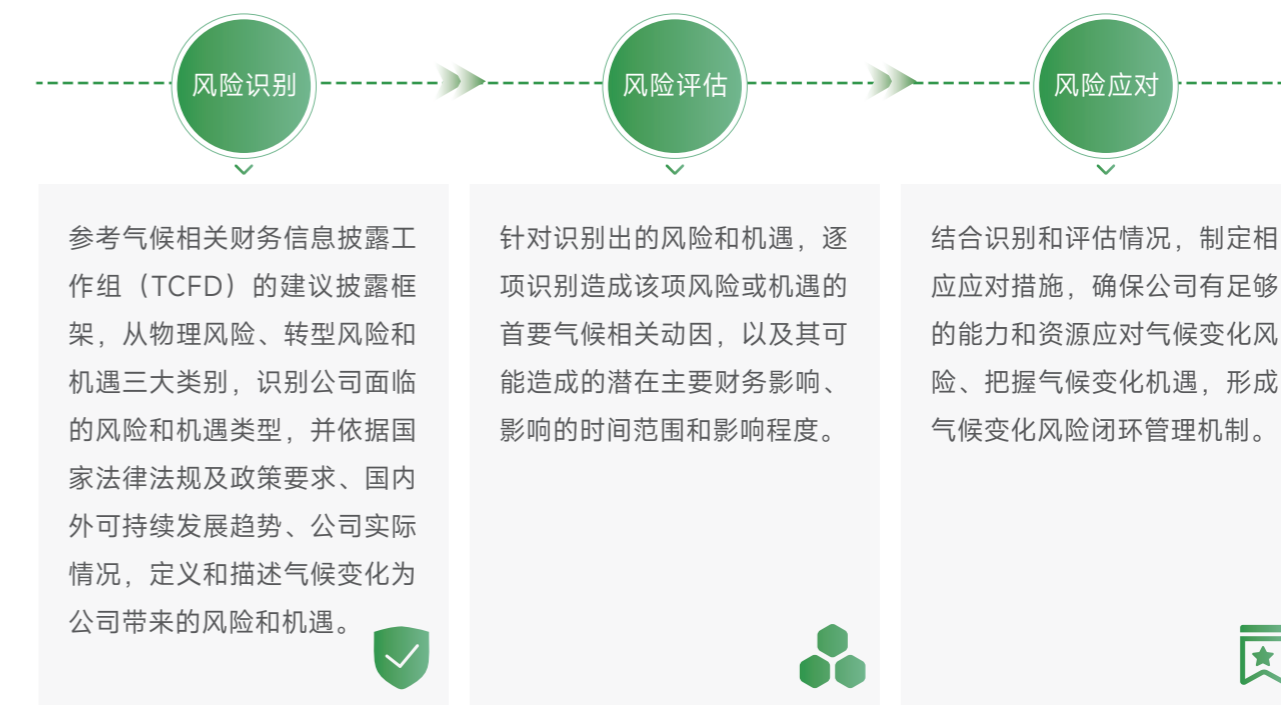 风险识别
参考气候相关财务信息披露工
作组（TCFD）的建议披露框
架，从物理风险、转型风险和
机遇三大类别，识别公司面临
的风险和机遇类型，并依据国
家法律法规及政策要求、国内
外可持续发展趋势、公司实际
情况，定义和描述气候变化为
公司带来的风险和机遇。
风险评估
针对识别出的风险和机遇，逐
项识别造成该项风险或机遇的
首要气候相关动因，以及其可
能造成的潜在主要财务影响、
影响的时间范围和影响程度。
风险应对
结合识别和评估情况，制定相
应应对措施，确保公司有足够
的能力和资源应对气候变化风
险、把握气候变化机遇，形成
气候变化风险闭环管理机制。